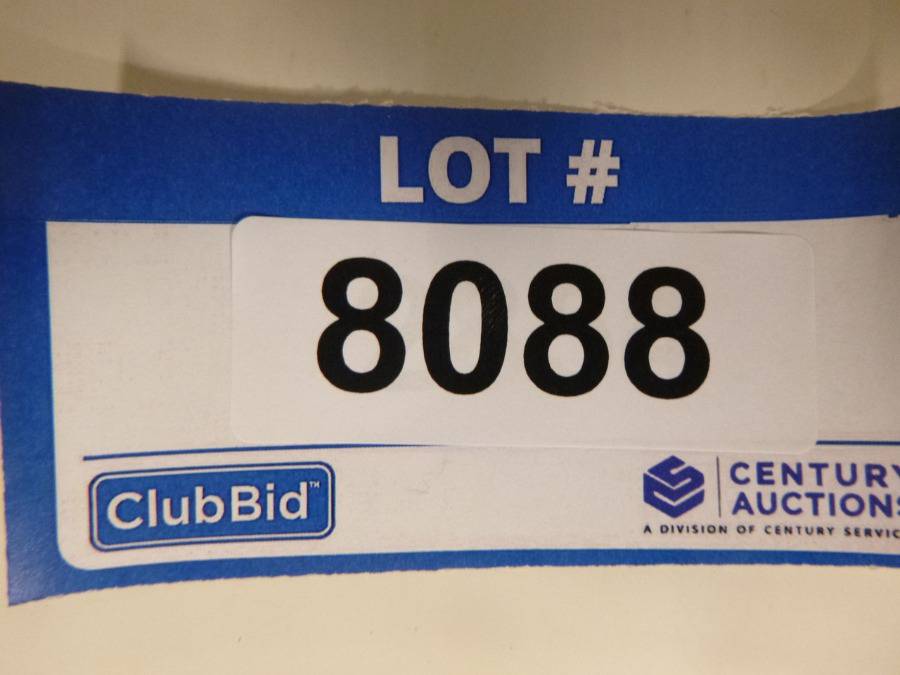 LOT #
8088
ClubBid™
CENTURY
AUCTIONS
A DIVISION OF CENTURY SERVIC